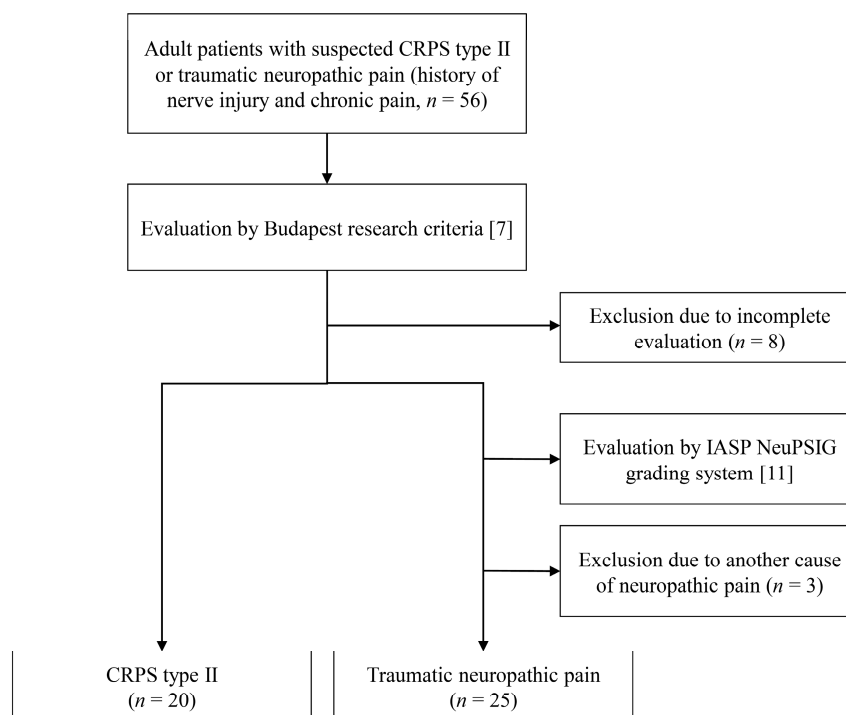 Adult patients with suspected CRPS type II
or traumatic neuropathic pain (history of
nerve injury and chronic pain, n = 56)
Evaluation by Budapest research criteria [7]
Exclusion due to incomplete
evaluation (n = 8)
Evaluation by IASP NeuPSIG
grading system [11]
Exclusion due to another cause
of neuropathic pain (n = 3)
CRPS type II
(n = 20)
Traumatic neuropathic pain
(n = 25)